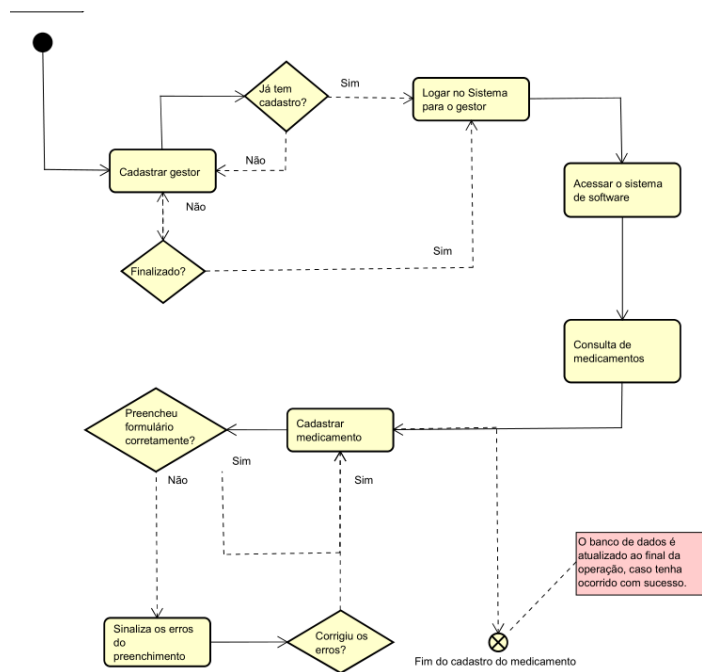 Já tem
cadastro?
Sim
Logar no Sistema
para o gestor
Não
Cadastrar gestor
Acessar o sistema
de software
Não
Sim
Finalizado?
Consulta de
medicamentos
Preencheu
formulário
corretamente?
Cadastrar
medicamento
Sim
Não
Sim
O banco de dados é
atualizado ao final da
operação, caso tenha
ocorrido com sucesso.
Sinaliza os erros
do
preenchimento
Corrigiu os
erros?
Fim do cadastro do medicamento